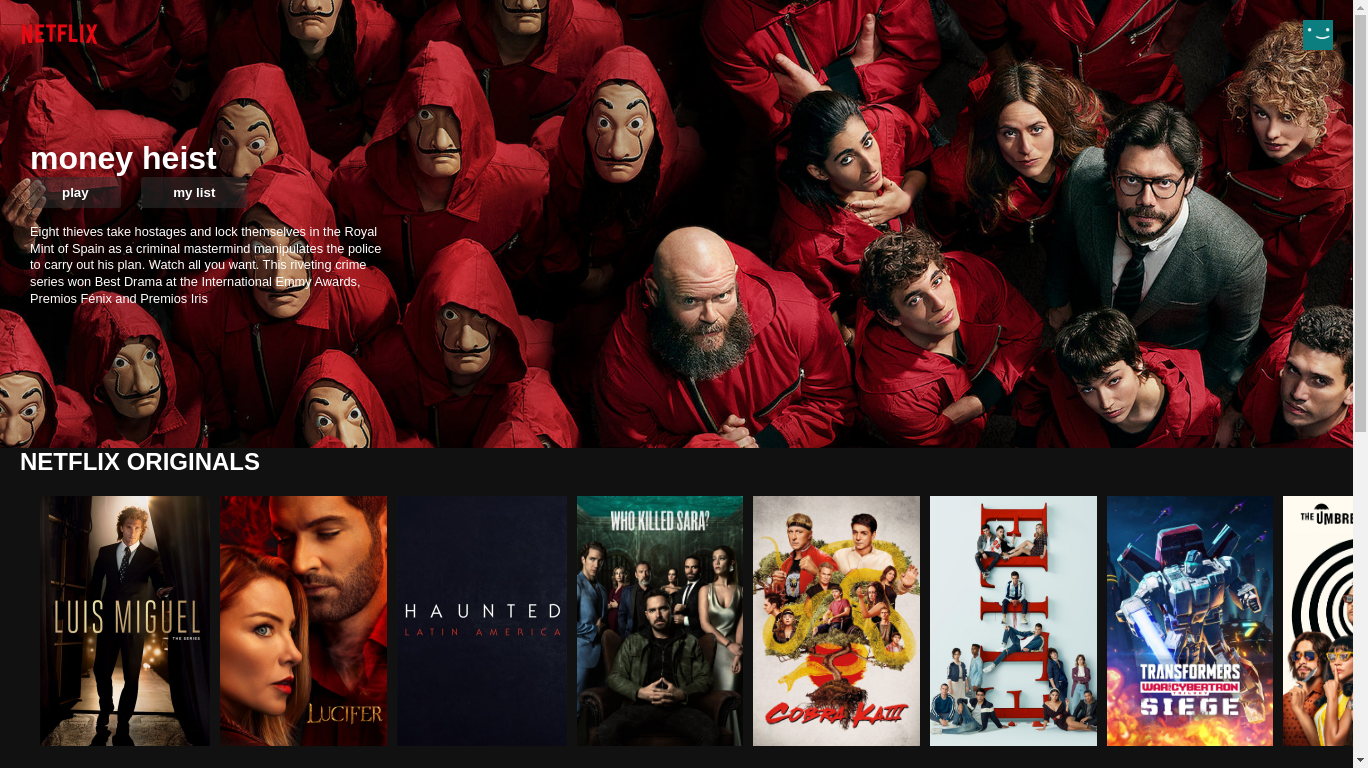 NETFLIX
money heist
play
my list
Eight thieves take hostages and lock themselves in the Royal
Mint of Spain as a criminal mastermind manipulates the police
to carry out his plan. Watch all you want. This riveting crime
series won Best Drama at the International Emmy Awards,
Premios Fénix and Premios Iris
NETFLIX ORIGINALS
LUIS MIGUEL
THE SERIES
LUCIFER
HAUNTED
LATIN AMERICA
WHO KILLED SARA?
COBRA KAI III
ELITE
TRANSFORMERS
WAR FOR CYBERTRON
TRILOGY
SIEGE
THE UMBRE